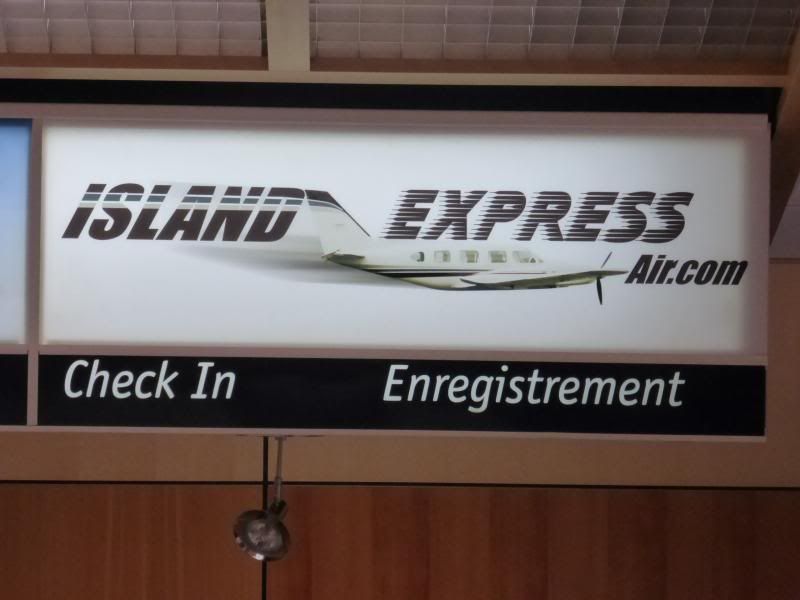 ISLAND EXPRESS
Air.com
Check In Enregistrement